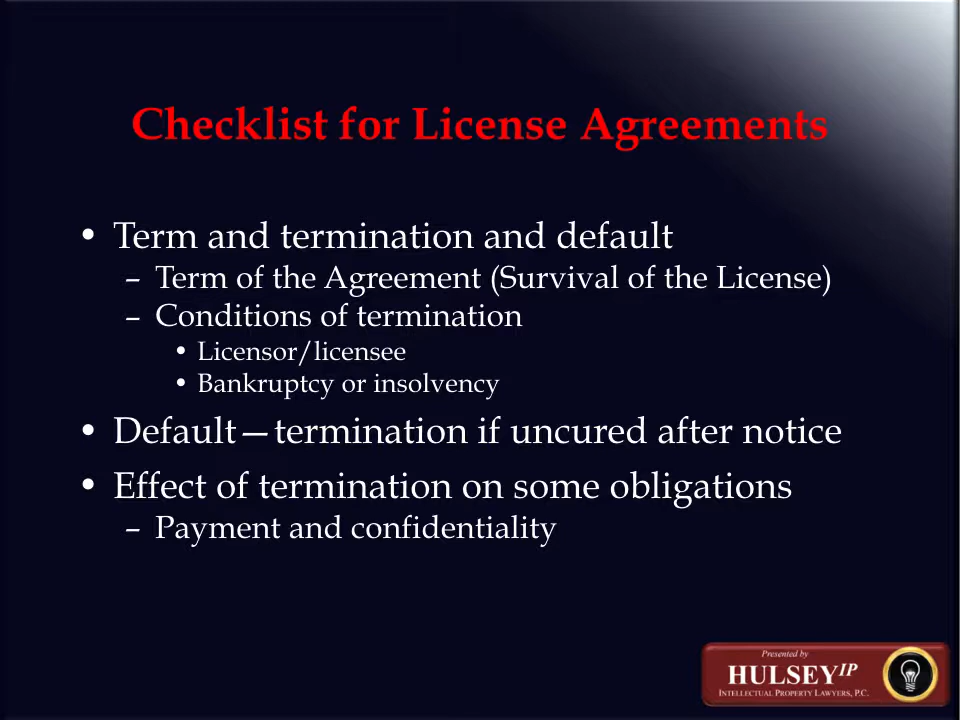 Checklist for License Agreements
• Term and termination and default
– Term of the Agreement (Survival of the License)
– Conditions of termination
• Licensor/licensee
• Bankruptcy or insolvency
• Default—termination if uncured after notice
• Effect of termination on some obligations
– Payment and confidentiality
Presented by
HULSEY IP
INTELLECTUAL PROPERTY LAWYERS, P.C.